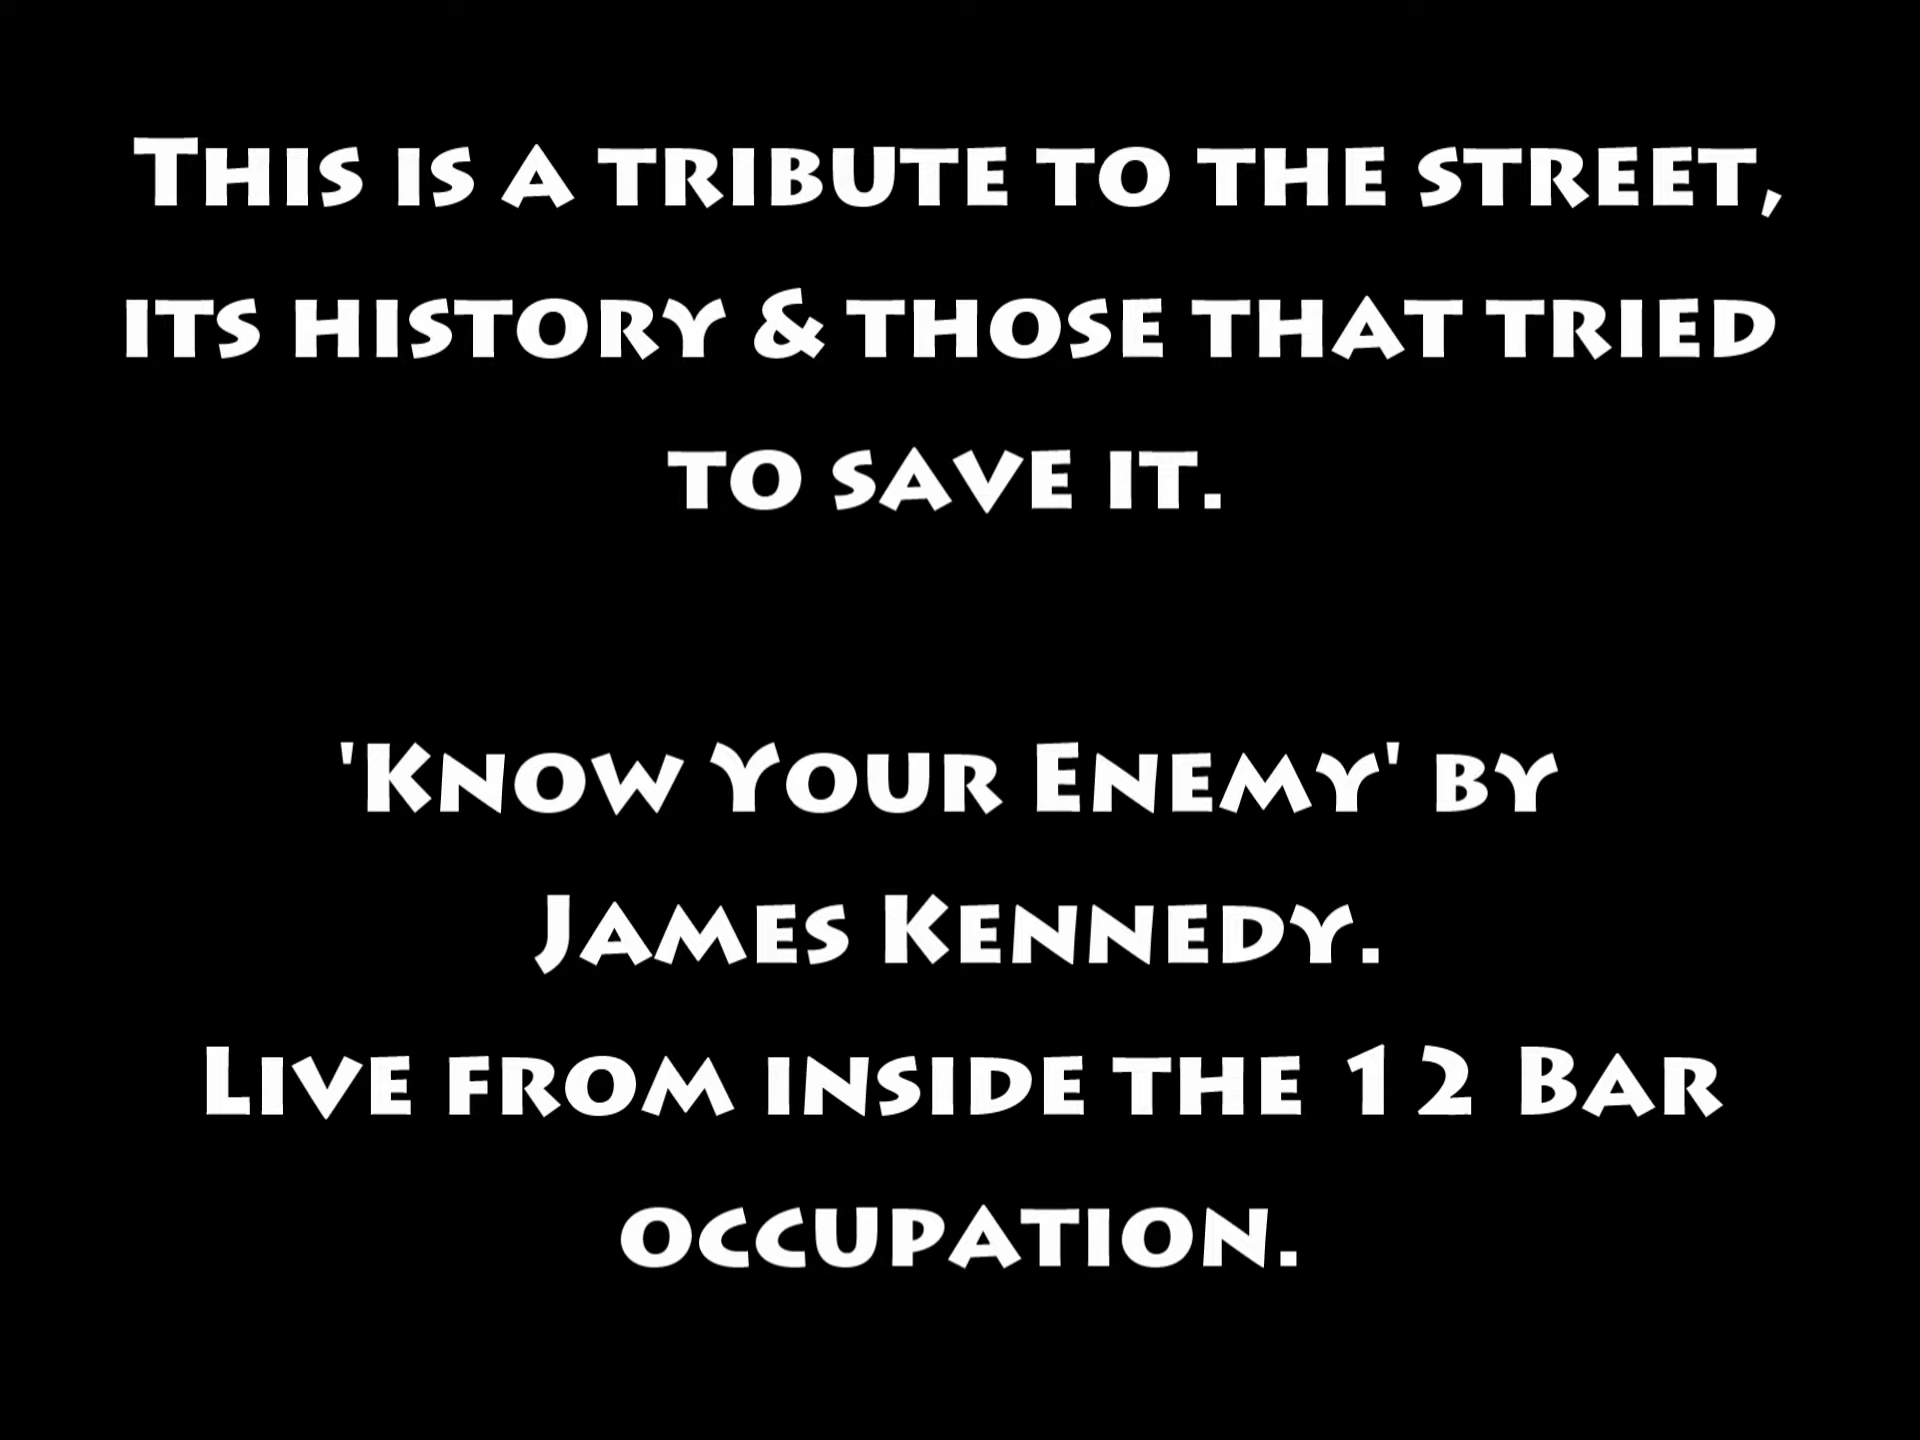 This is a tribute to the street,
its history & those that tried
to save it.
'Know Your Enemy' by
James Kennedy.
Live from inside the 12 Bar
occupation.